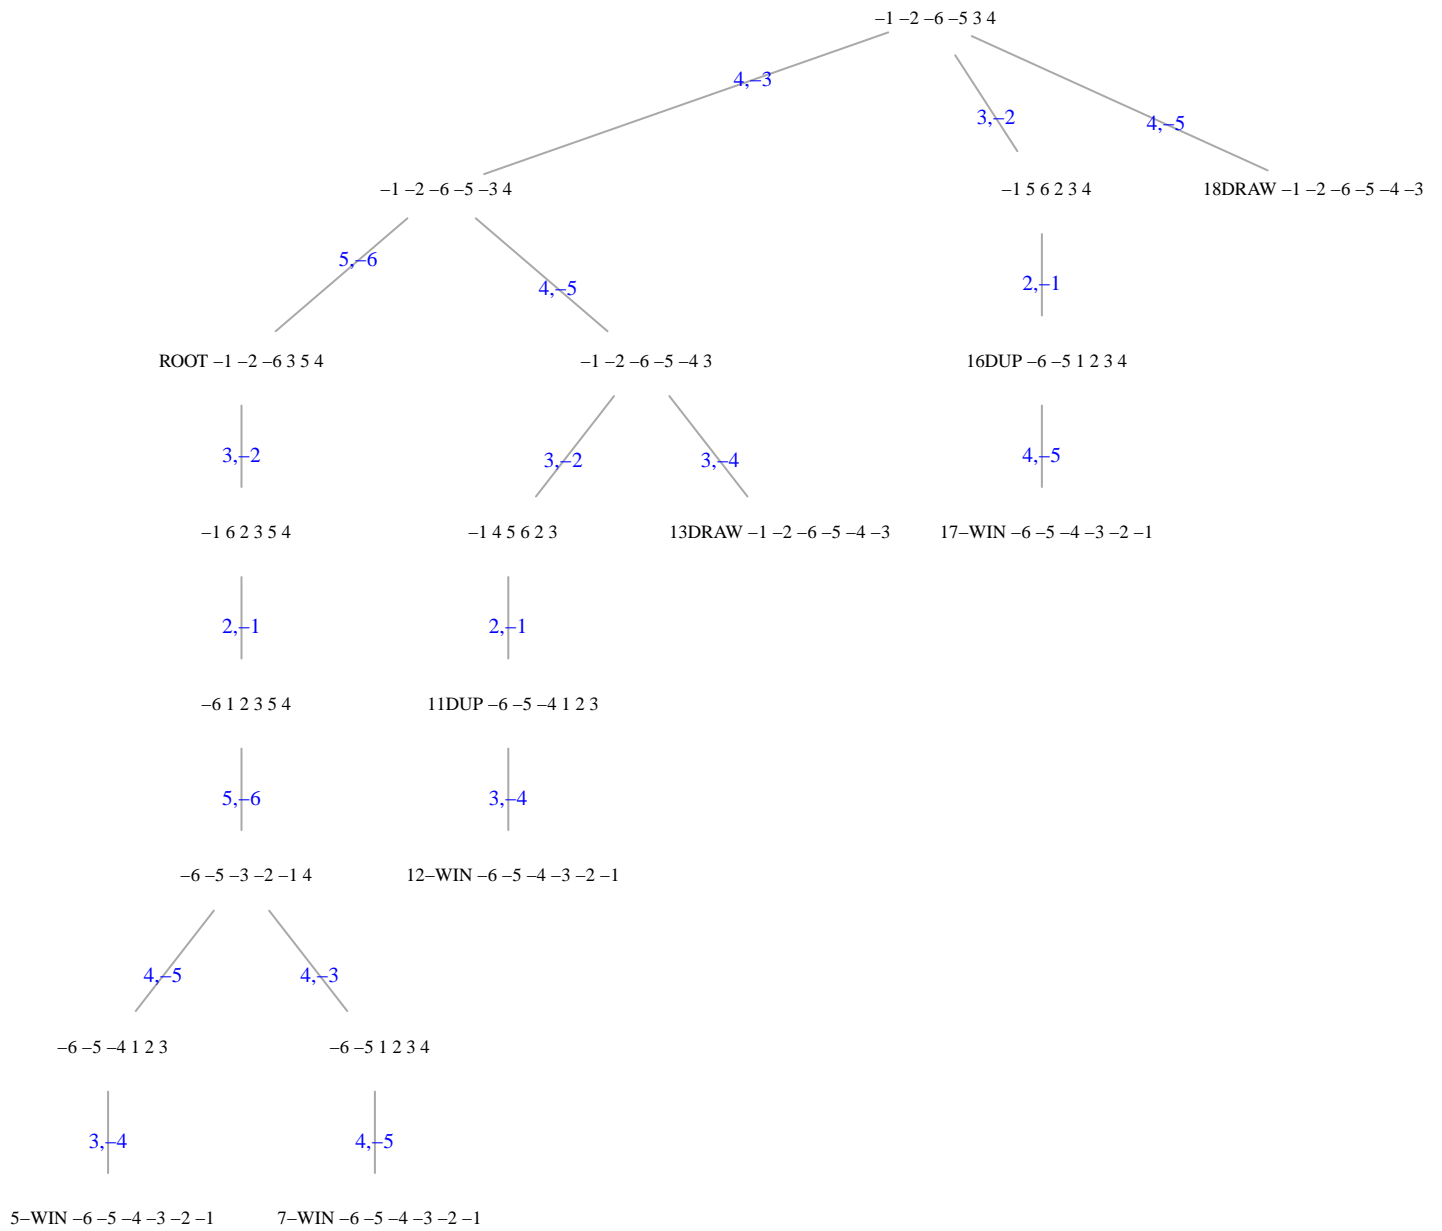 –1 –2 –6 –5 3 4
4,–3
3,–2
4,–5
–1 –2 –6 –5 –3 4
–1 5 6 2 3 4
18DRAW –1 –2 –6 –5 –4 –3
5,–6
4,–5
2,–1
ROOT –1 –2 –6 3 5 4
–1 –2 –6 –5 –4 3
16DUP –6 –5 1 2 3 4
3,–2
3,–2
3,–4
4,–5
–1 6 2 3 5 4
–1 4 5 6 2 3
13DRAW –1 –2 –6 –5 –4 –3
17–WIN –6 –5 –4 –3 –2 –1
2,–1
2,–1
–6 1 2 3 5 4
11DUP –6 –5 –4 1 2 3
5,–6
3,–4
–6 –5 –3 –2 –1 4
12–WIN –6 –5 –4 –3 –2 –1
4,–5
4,–3
–6 –5 –4 1 2 3
–6 –5 1 2 3 4
3,–4
4,–5
5–WIN –6 –5 –4 –3 –2 –1
7–WIN –6 –5 –4 –3 –2 –1